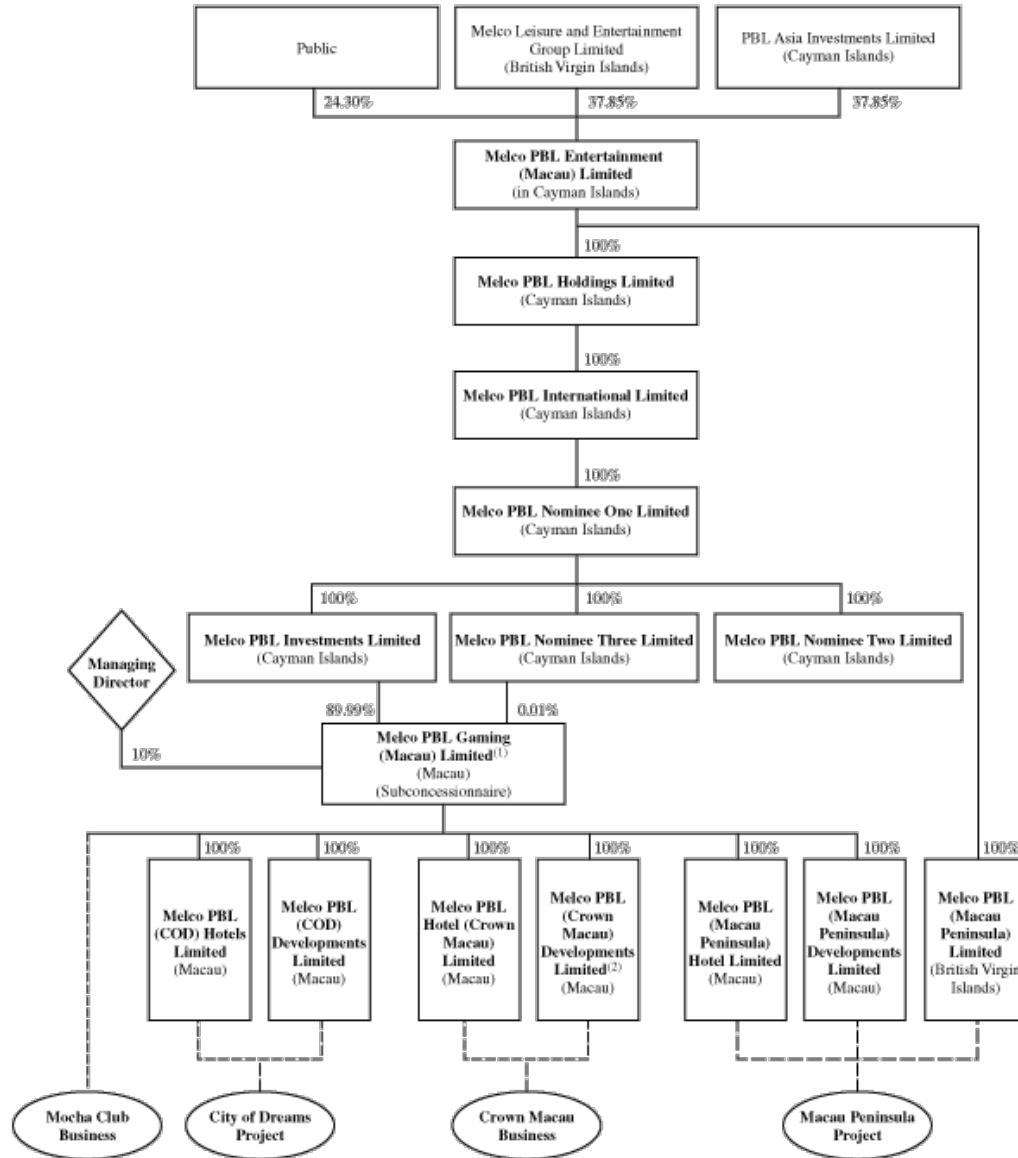 Public
Melco Leisure and Entertainment
Group Limited
(British Virgin Islands)
PBL Asia Investments Limited
(Cayman Islands)
24.30%
37.85%
37.85%
Melco PBL Entertainment
(Macau) Limited
(in Cayman Islands)
100%
Melco PBL Holdings Limited
(Cayman Islands)
100%
Melco PBL International Limited
(Cayman Islands)
100%
Melco PBL Nominee One Limited
(Cayman Islands)
100%
100%
100%
Melco PBL Investments Limited
(Cayman Islands)
Melco PBL Nominee Three Limited
(Cayman Islands)
Melco PBL Nominee Two Limited
(Cayman Islands)
Managing
Director
89.99%
0.01%
10%
Melco PBL Gaming
(Macau) Limited(1)
(Macau)
(Subconcessionnaire)
100%
100%
100%
100%
100%
100%
100%
Melco PBL
(COD) Hotels
Limited
(Macau)
Melco PBL
(COD)
Developments
Limited
(Macau)
Melco PBL
Hotel (Crown
Macau) Limited
(Macau)
Melco PBL
(Crown
Macau)
Developments
Limited(2)
(Macau)
Melco PBL
(Macau
Peninsula)
Hotel Limited
(Macau)
Melco PBL
(Macau
Peninsula)
Developments
Limited
(Macau)
Melco PBL
(Macau
Peninsula)
Limited
(British Virgin
Islands)
Mocha Club
Business
City of Dreams
Project
Crown Macau
Business
Macau Peninsula
Project